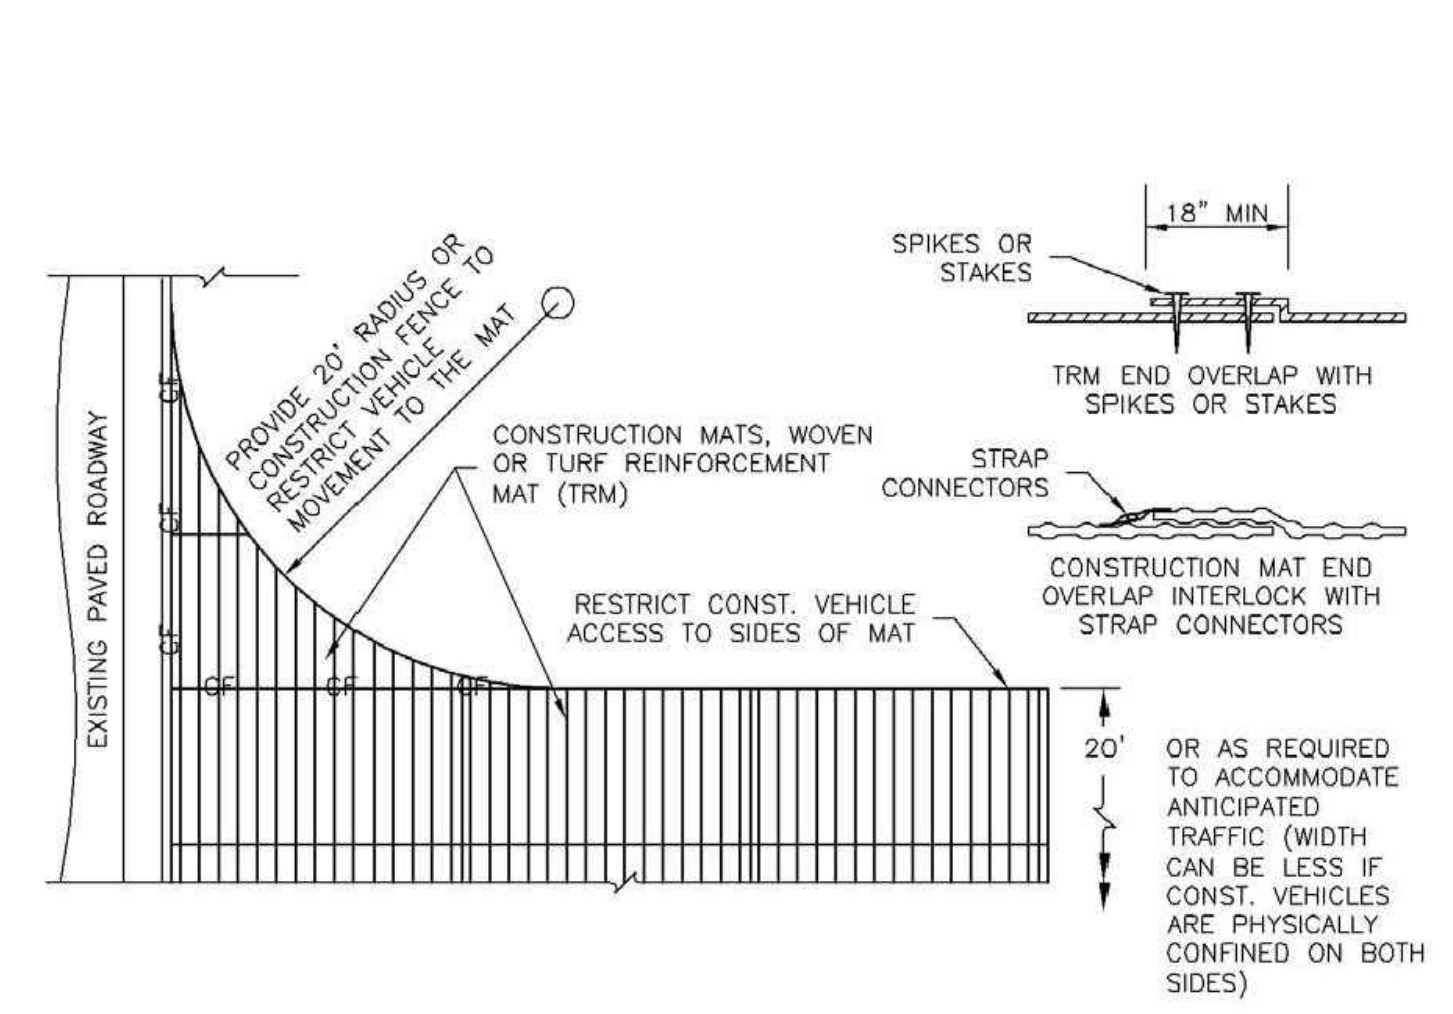 18" MIN
SPIKES OR
STAKES
TRM END OVERLAP WITH
SPIKES OR STAKES
PROVIDE 20' RADIUS OR
CONSTRUCTION FENCE TO
RESTRICT VEHICLE
MOVEMENT TO THE MAT
CONSTRUCTION MATS, WOVEN
OR TURF REINFORCEMENT
MAT (TRM)
STRAP
CONNECTORS
CONSTRUCTION MAT END
OVERLAP INTERLOCK WITH
STRAP CONNECTORS
EXISTING PAVED ROADWAY
CF
CF
CF
CF
CF
CF
RESTRICT CONST. VEHICLE
ACCESS TO SIDES OF MAT
20'
OR AS REQUIRED
TO ACCOMMODATE
ANTICIPATED
TRAFFIC (WIDTH
CAN BE LESS IF
CONST. VEHICLES
ARE PHYSICALLY
CONFINED ON BOTH
SIDES)